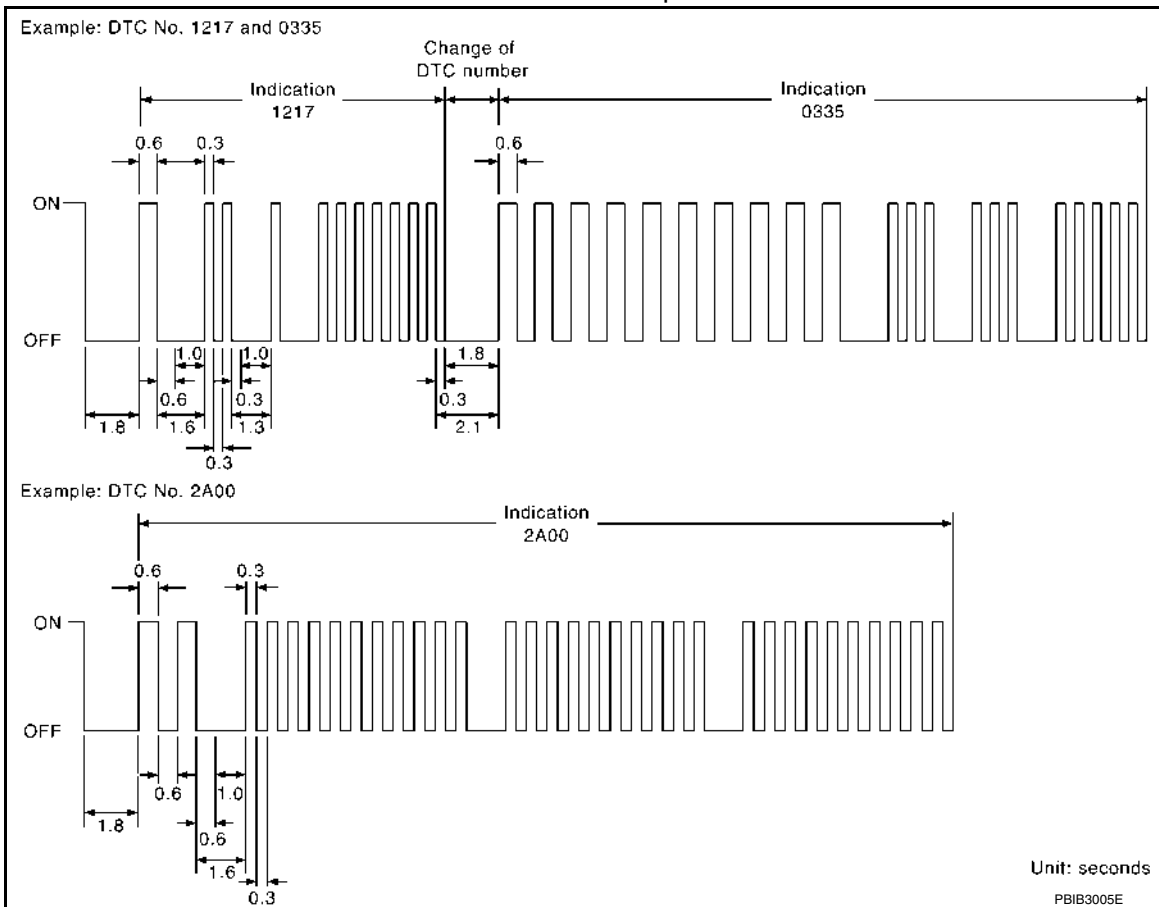 Example: DTC No. 1217 and 0335
Change of
DTC number
Indication
1217
Indication
0335
0.6
0.3
0.6
ON
OFF
1.0
1.0
1.8
0.6
0.3
0.3
1.8
1.6
1.3
2.1
0.3
Example: DTC No. 2A00
Indication
2A00
0.6
0.3
ON
OFF
0.6
1.0
1.8
0.6
1.6
0.3
Unit: seconds
PBIB3005E